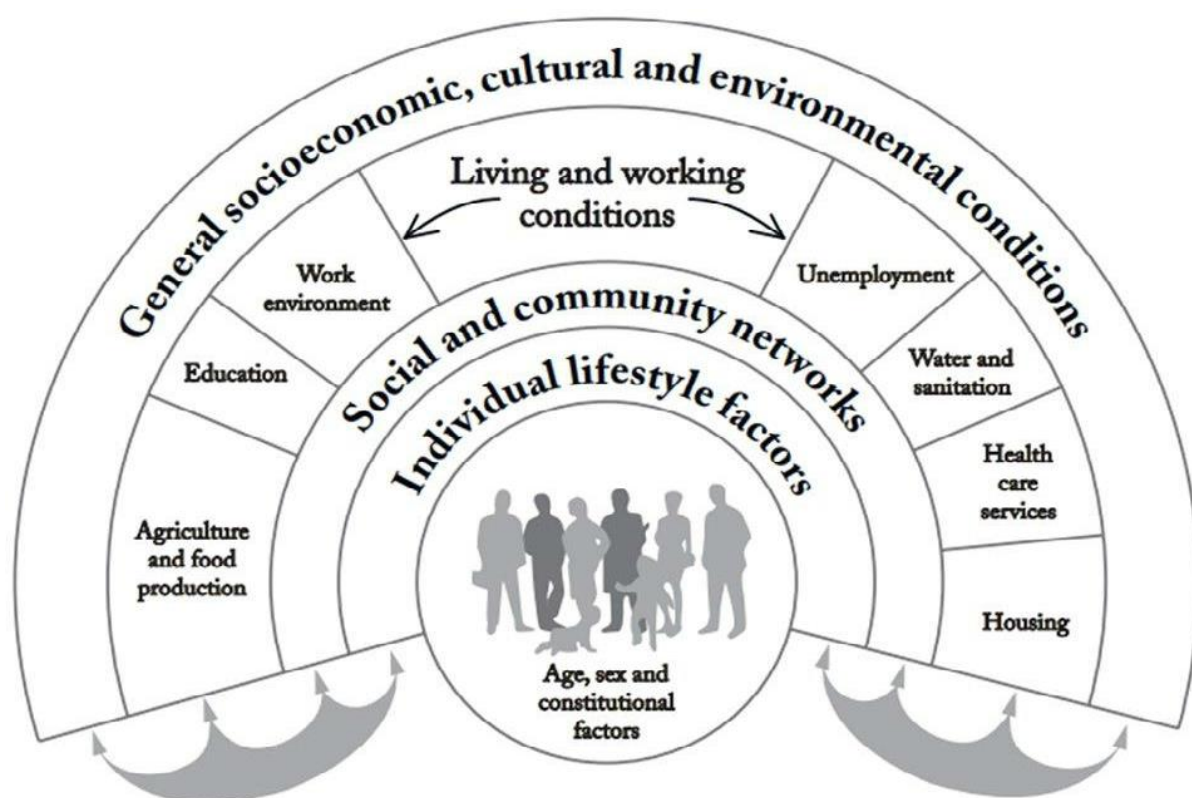 General socioeconomic, cultural and environmental conditions
Living and working
conditions
Work
environment
Unemployment
Education
Water and
sanitation
Agriculture
and food
production
Health
care
services
Housing
Social and community networks
Individual lifestyle factors
Age, sex and
constitutional
factors